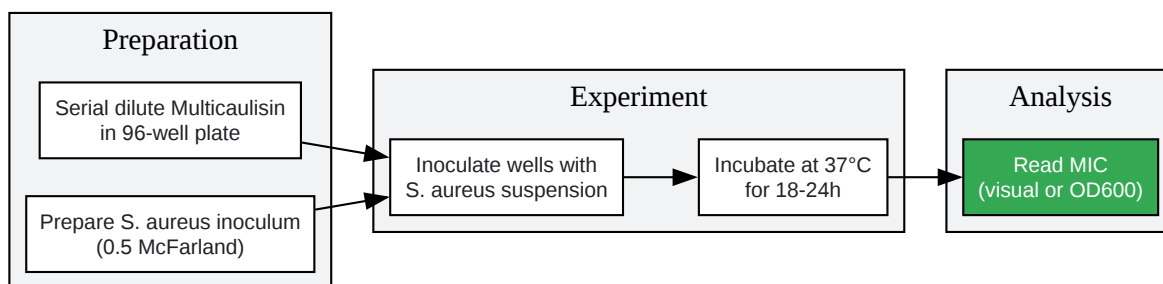 Preparation
Serial dilute Multicaulisin
in 96-well plate
Prepare S. aureus inoculum
(0.5 McFarland)
Experiment
Inoculate wells with
S. aureus suspension
Incubate at 37°C
for 18-24h
Analysis
Read MIC
(visual or OD600)